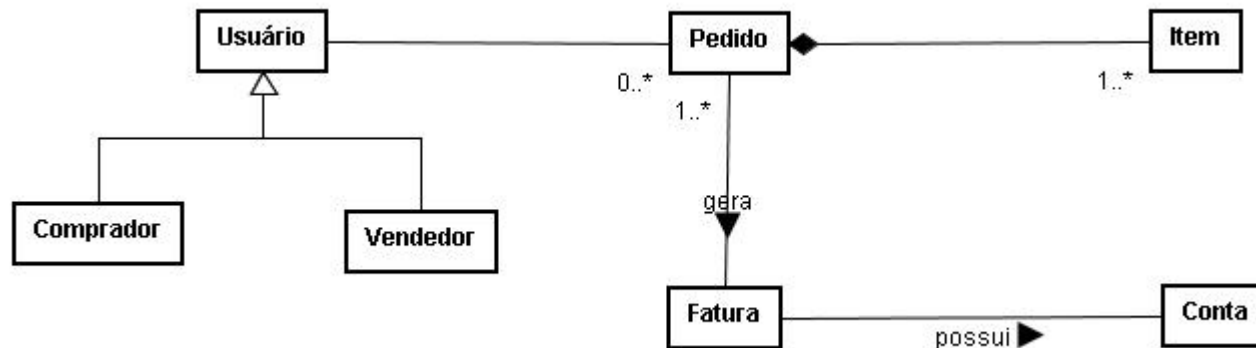 Usuário
Pedido
Item
0..*
1..*
1..*
gera
Comprador
Vendedor
Fatura
Conta
possui